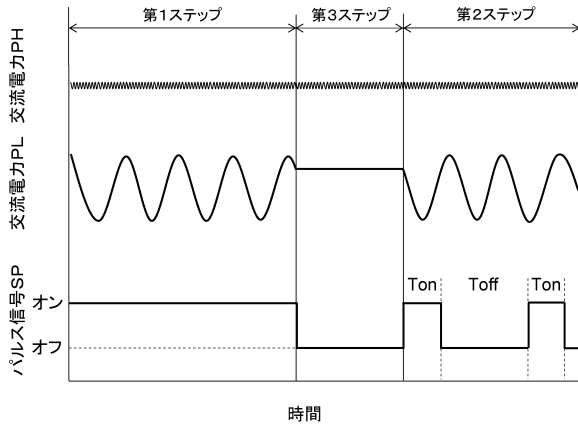 第1ステップ
第3ステップ
第2ステップ
交流電力PH
交流電力PL
パルス信号SP
オン
オフ
Ton
Toff
Ton
時間